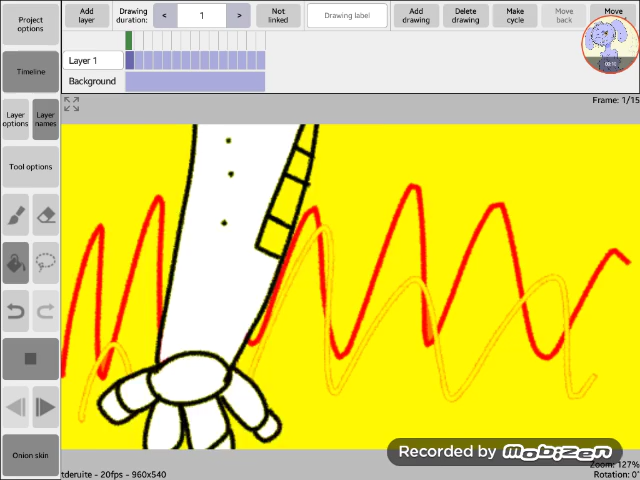 Project options
Add layer
Drawing duration:
<
1
>
Not linked
Drawing label
Add drawing
Delete drawing
Make cycle
Move back
Move
Timeline
Layer 1
Background
Layer options
Layer names
Frame: 1/15
Tool options
Onion skin
Recorded by MOBIZEN
Zoom: 127%
tderuite - 20fps - 960x540
Rotation: 0°